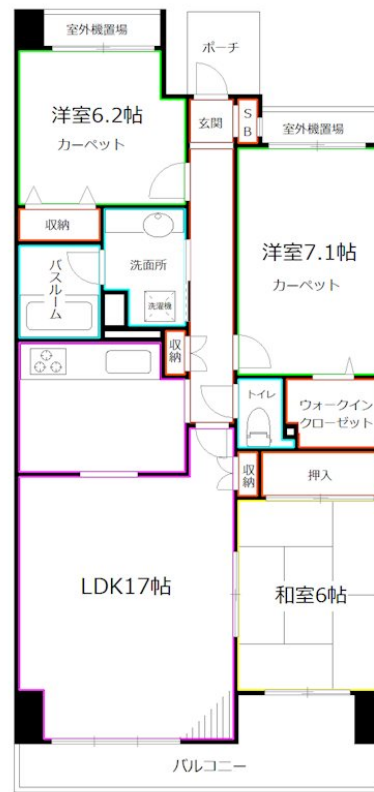 室外機置場
ポーチ
洋室6.2帖
カーペット
玄関
SB
室外機置場
収納
洗面所
バスルーム
洗濯機
洋室7.1帖
カーペット
収納
トイレ
ウォークイン
クローゼット
収納
押入
LDK17帖
和室6帖
バルコニー